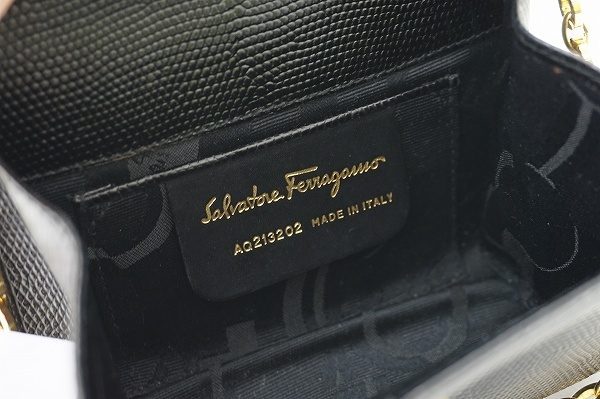 Salvatore Ferragamo
AQ213202 MADE IN ITALY